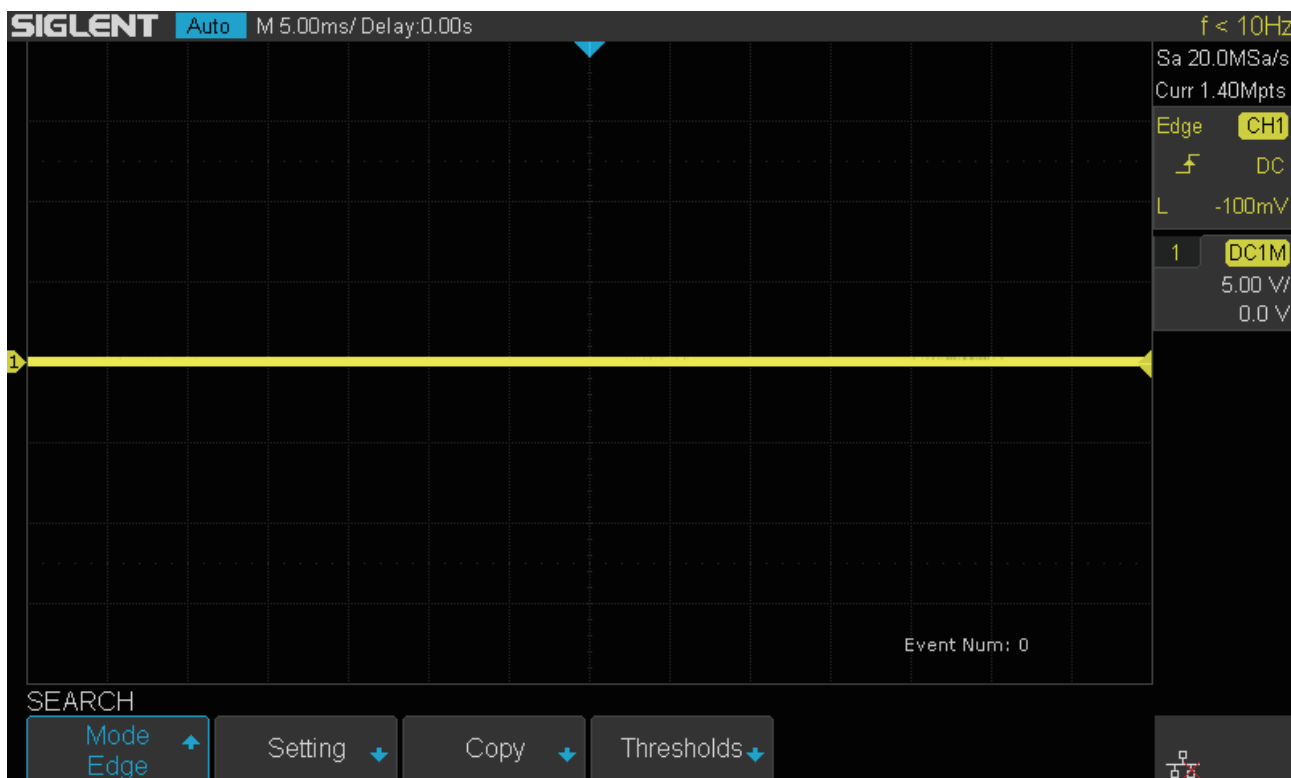 SIGLENT Auto M 5.00ms/ Delay:0.00s f < 10Hz
Sa 20.0MSa/s
Curr 1.40Mpts
Edge CH1
DC
L -100mV
1 DC1M
5.00 V/
0.0 V
1
Event Num: 0
SEARCH
Mode
Edge
Setting
Copy
Thresholds